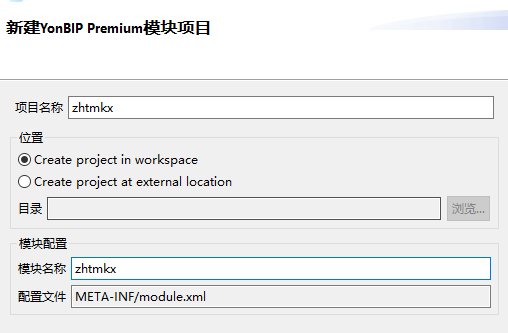 新建YonBIP Premium模块项目
项目名称 zhtmkx
位置
Create project in workspace
Create project at external location
目录 浏览...
模块配置
模块名称 zhtmkx
配置文件 META-INF/module.xml